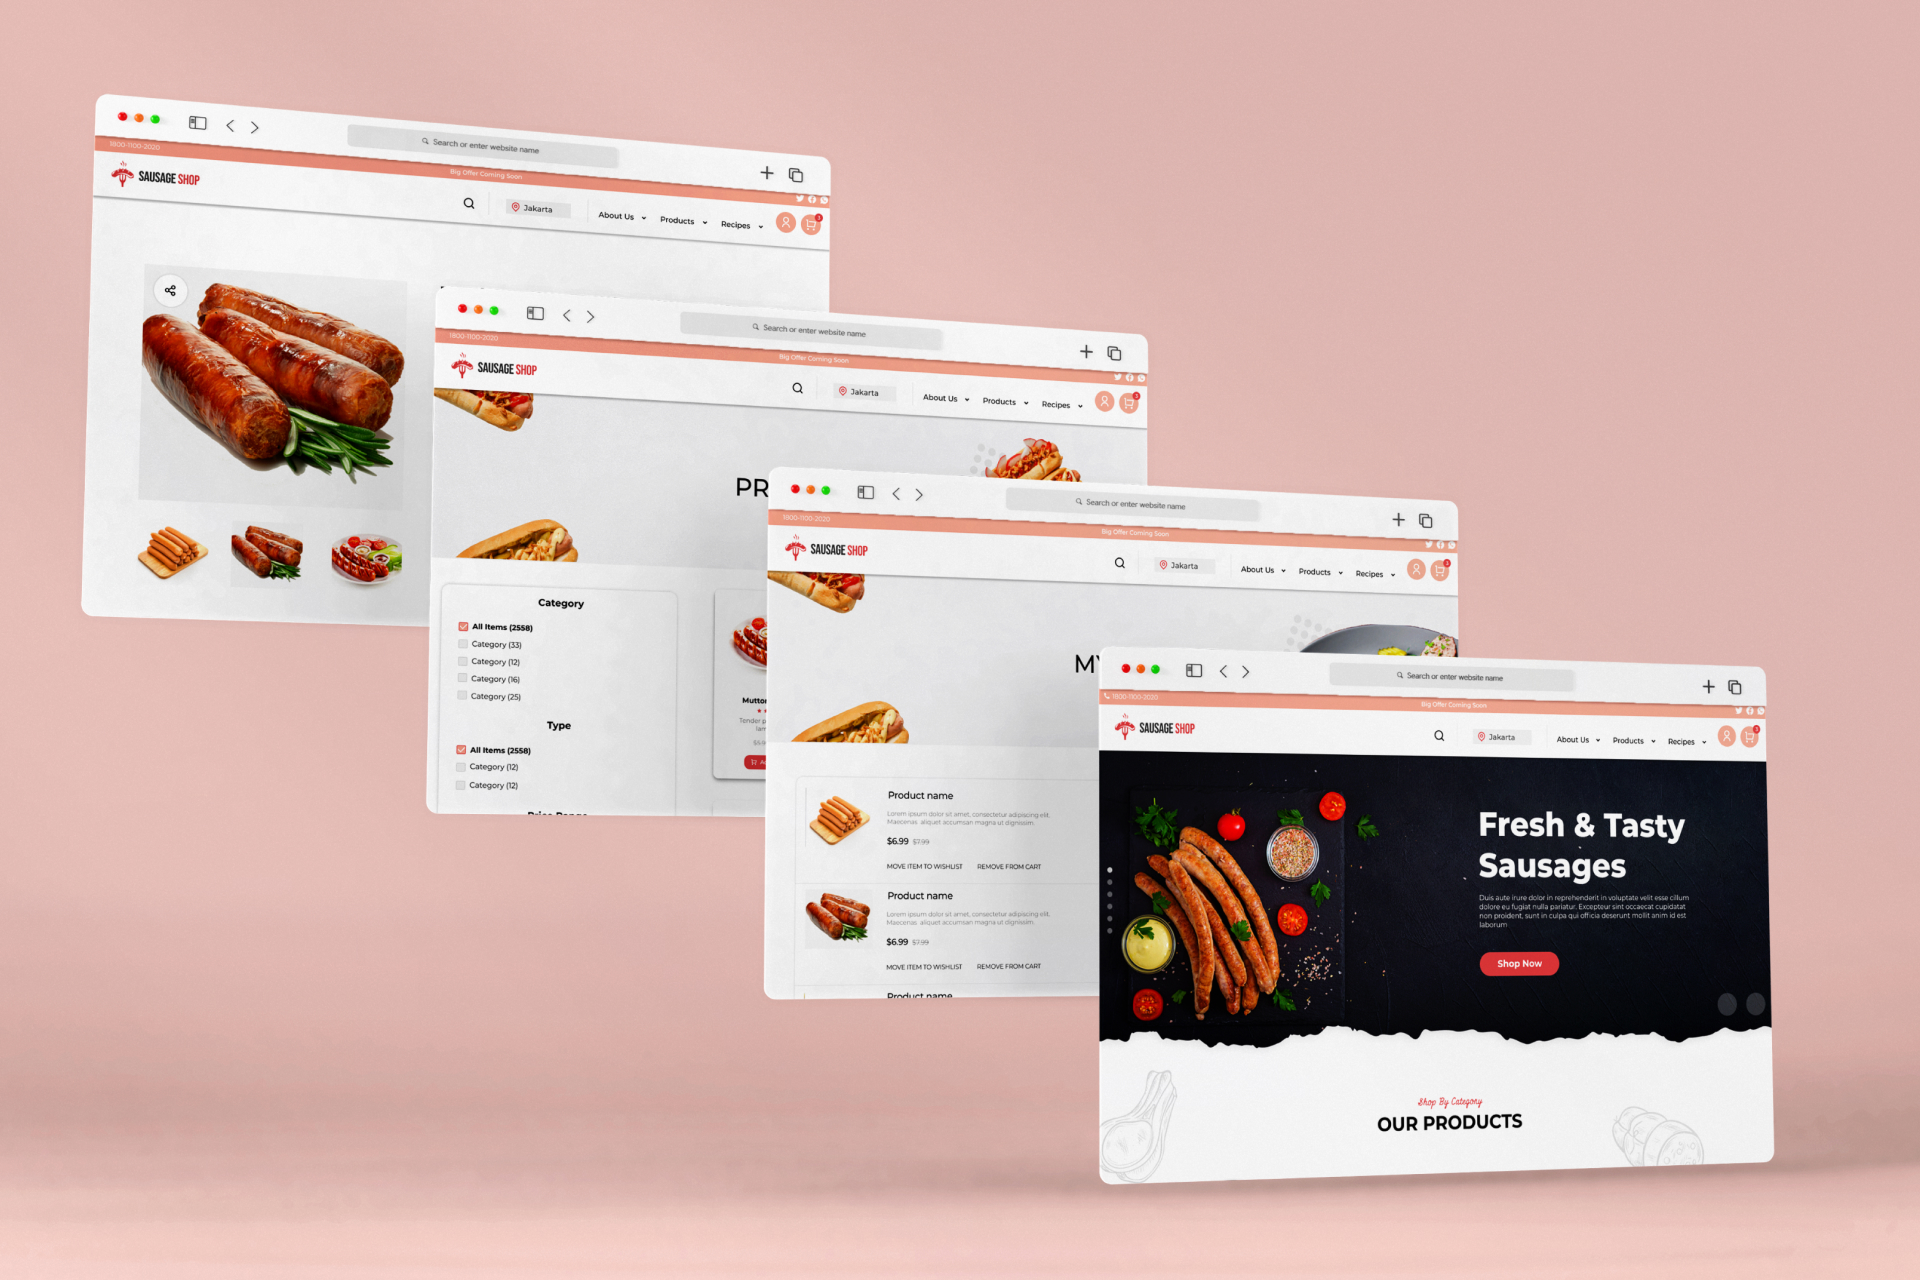 Search or enter website name
1800-1100-2020
Big Offer Coming Soon
SAUSAGE SHOP
Jakarta
About Us
Products
Recipes
3
Search or enter website name
1800-1100-2020
Big Offer Coming Soon
SAUSAGE SHOP
Jakarta
About Us
Products
Recipes
3
PR
Category
All Items (2558)
Category (33)
Category (12)
Category (16)
Category (25)
Type
All Items (2558)
Category (12)
Category (12)
Price Range
Mutto
Tender p
Search or enter website name
1800-1100-2020
Big Offer Coming Soon
SAUSAGE SHOP
Jakarta
About Us
Products
Recipes
3
MY
Product name
Lorem ipsum dolor sit amet, consectetur adipiscing elit.
Maecenas aliquet accumsan magna ut dignissim.
$6.99 $7.99
MOVE ITEM TO WISHLIST REMOVE FROM CART
Product name
Lorem ipsum dolor sit amet, consectetur adipiscing elit.
Maecenas aliquet accumsan magna ut dignissim.
$6.99 $7.99
MOVE ITEM TO WISHLIST REMOVE FROM CART
Product name
Search or enter website name
1800-1100-2020
Big Offer Coming Soon
SAUSAGE SHOP
Jakarta
About Us
Products
Recipes
3
Fresh & Tasty
Sausages
Duis aute irure dolor in reprehenderit in voluptate velit esse cillum
dolore eu fugiat nulla pariatur. Excepteur sint occaecat cupidatat
non proident, sunt in culpa qui officia deserunt mollit anim id est
laborum
Shop Now
Shop By Category
OUR PRODUCTS